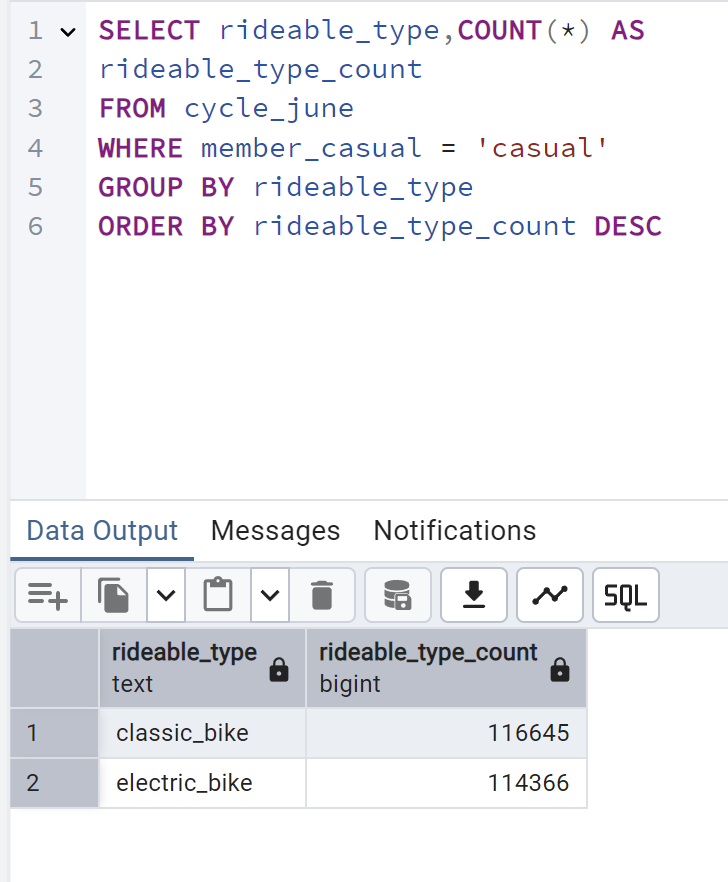 1 SELECT rideable_type,COUNT(*) AS
2 rideable_type_count
3 FROM cycle_june
4 WHERE member_casual = 'casual'
5 GROUP BY rideable_type
6 ORDER BY rideable_type_count DESC
Data Output Messages Notifications
SQL
rideable_type rideable_type_count
text bigint
1 classic_bike 116645
2 electric_bike 114366